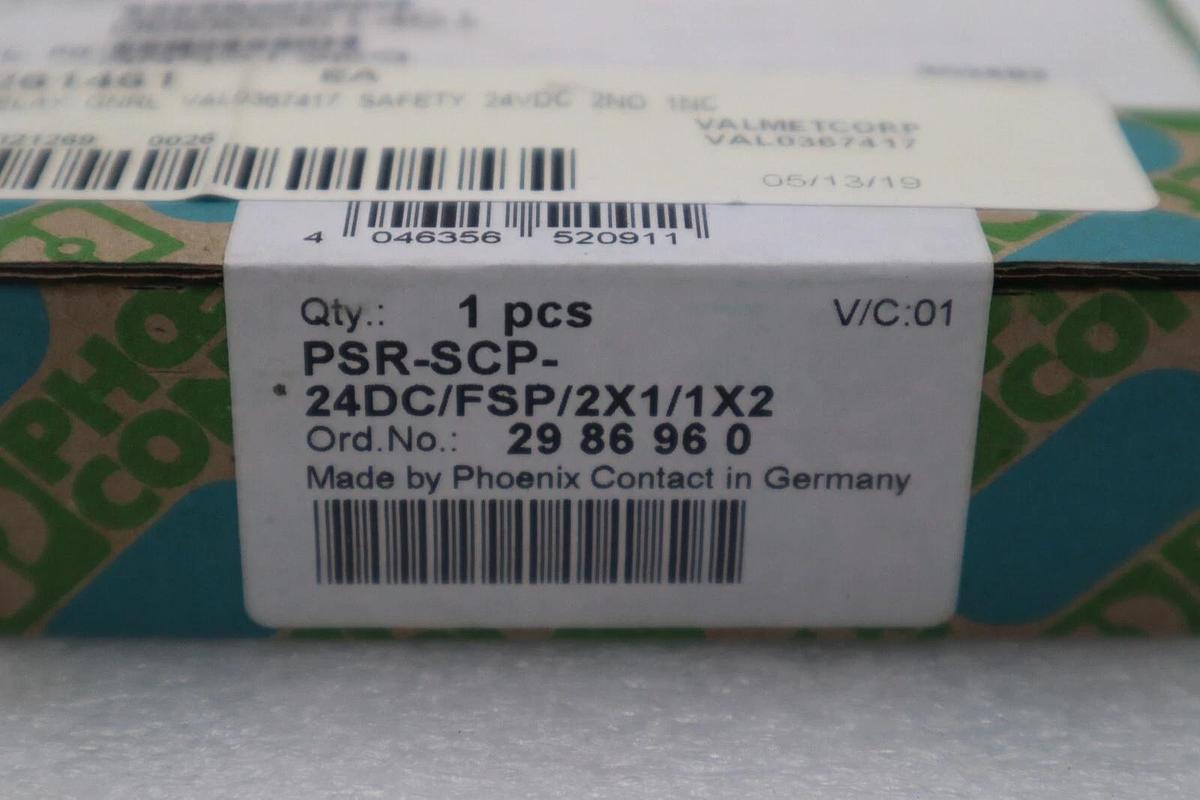 EA
VAL0367417 SAFETY 24VDC 2NO 1NC
VALMETCORP
VAL0367417
0026
05/13/19
4 046356 520911
Qty.: 1 pcs V/C:01
PSR-SCP-
24DC/FSP/2X1/1X2
Ord.No.: 29 86 96 0
Made by Phoenix Contact in Germany